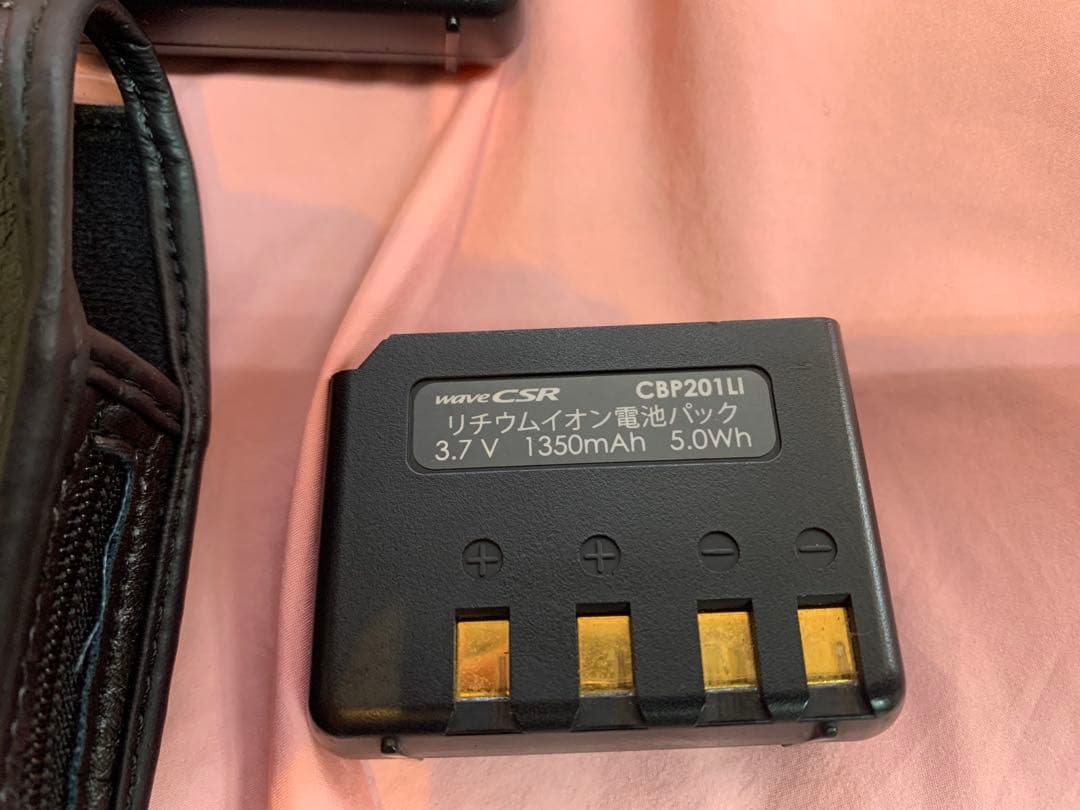 wave CSR CBP201LI
リチウムイオン電池パック
3.7 V 1350mAh 5.0Wh
+ + - -